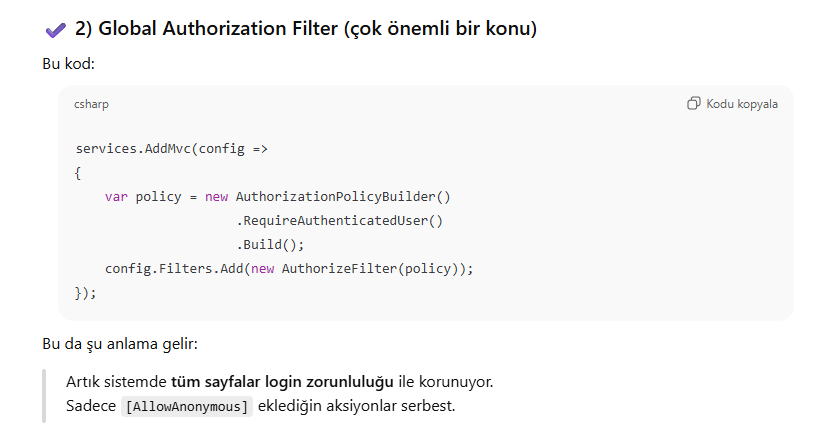 ✔ 2) Global Authorization Filter (çok önemli bir konu)
Bu kod:
csharp
Kodu kopyala
services.AddMvc(config =>
{
    var policy = new AuthorizationPolicyBuilder()
                    .RequireAuthenticatedUser()
                    .Build();
    config.Filters.Add(new AuthorizeFilter(policy));
});
Bu da şu anlama gelir:
Artık sistemde tüm sayfalar login zorunluluğu ile korunuyor.
Sadece [AllowAnonymous] eklediğin aksiyonlar serbest.